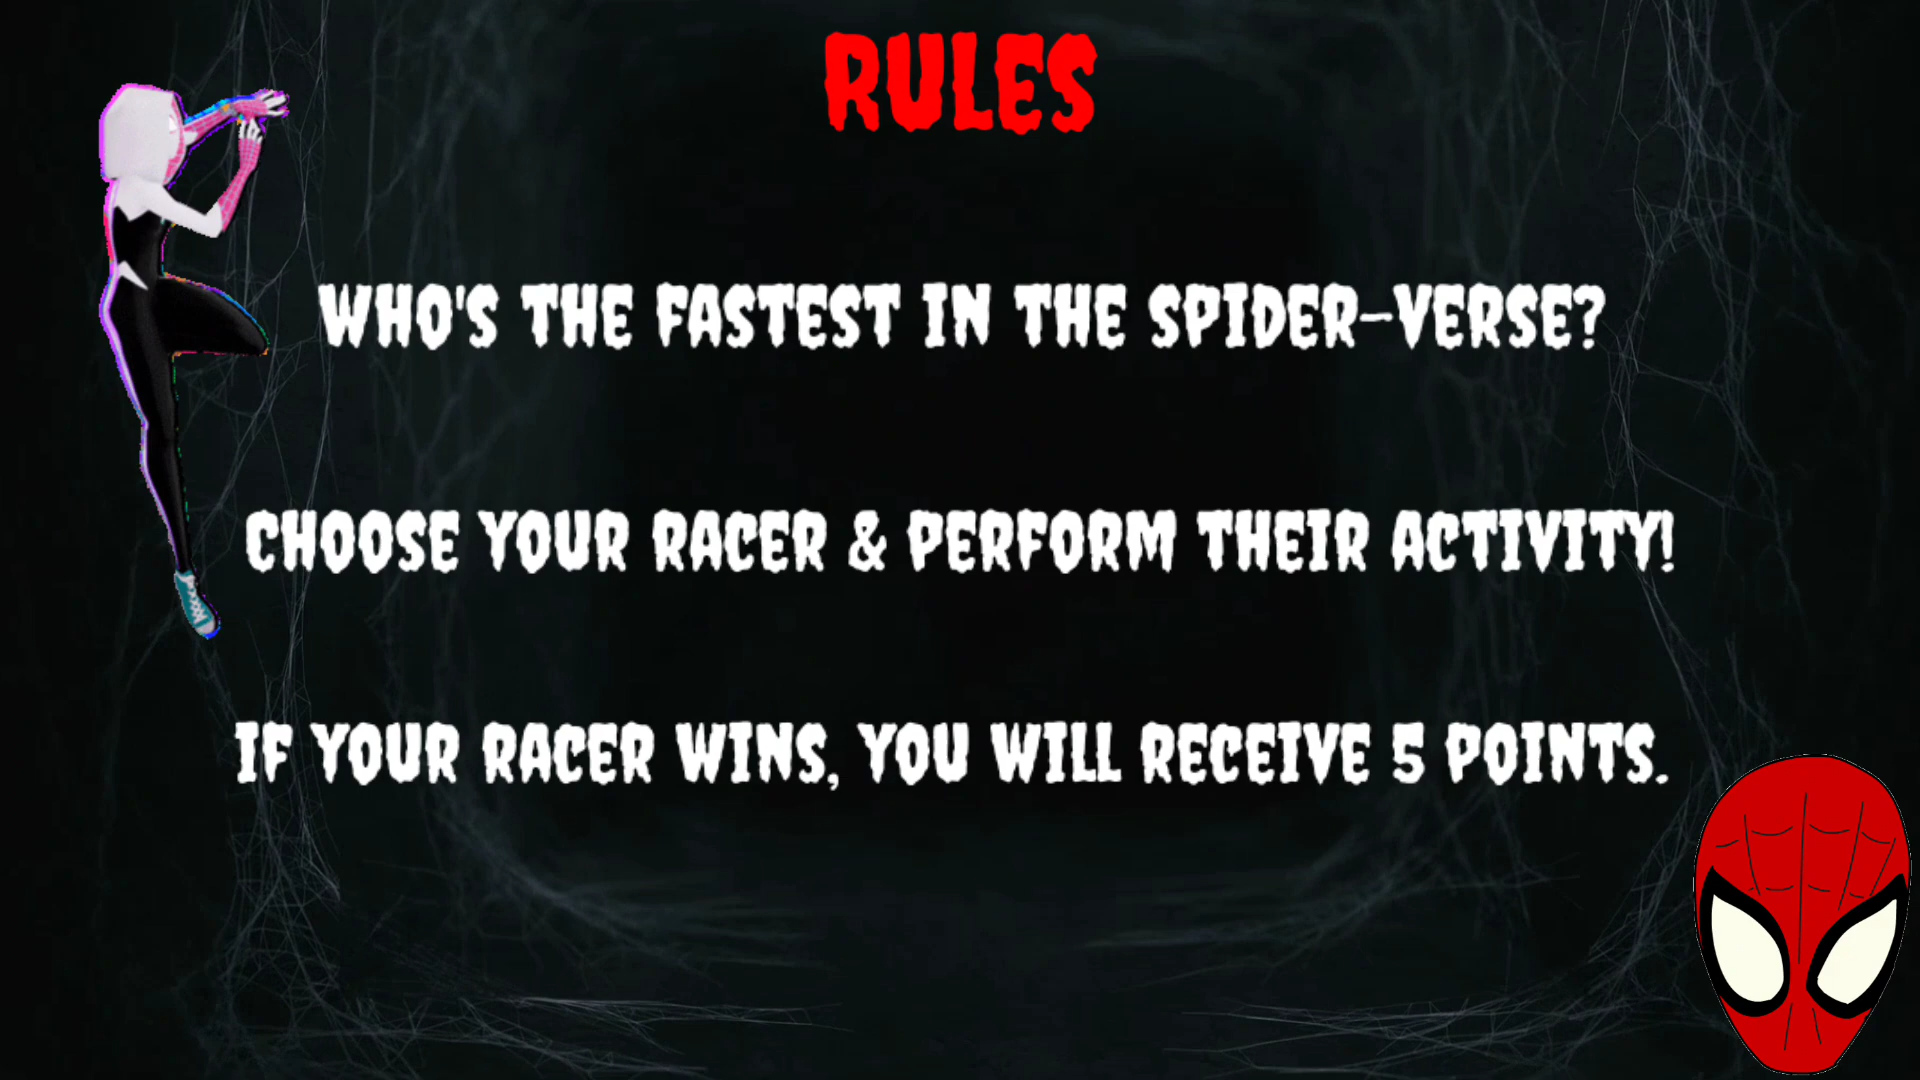 RULES
WHO'S THE FASTEST IN THE SPIDER-VERSE?
CHOOSE YOUR RACER & PERFORM THEIR ACTIVITY!
IF YOUR RACER WINS, YOU WILL RECEIVE 5 POINTS.